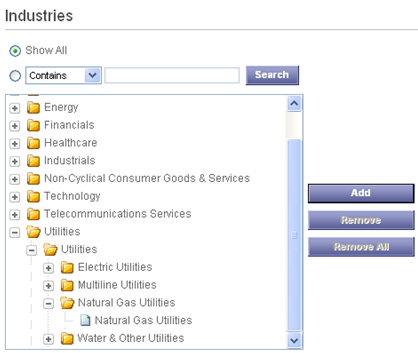 Industries
Show All
Contains
Search
Energy
Financials
Healthcare
Industrials
Non-Cyclical Consumer Goods & Services
Technology
Telecommunications Services
Utilities
Utilities
Electric Utilities
Multiline Utilities
Natural Gas Utilities
Natural Gas Utilities
Water & Other Utilities
Add
Remove
Remove All